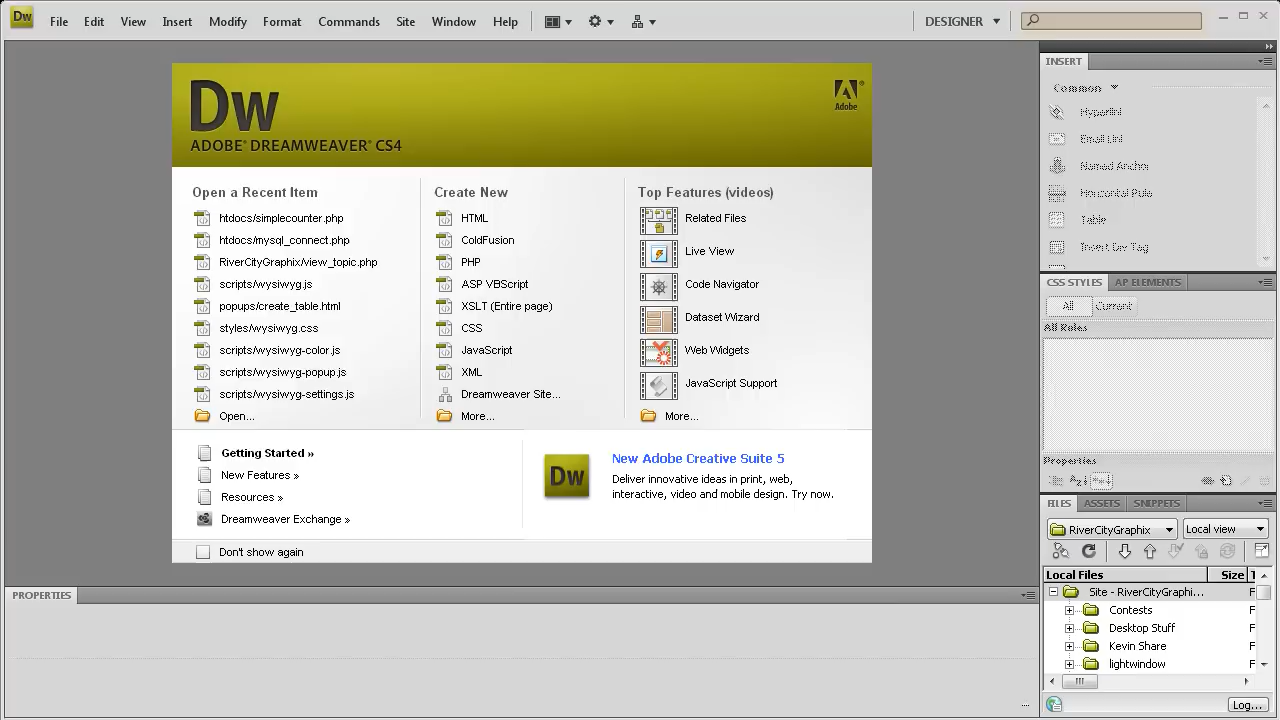 Dw File Edit View Insert Modify Format Commands Site Window Help DESIGNER
Dw
ADOBE® DREAMWEAVER® CS4
Adobe
Open a Recent Item
htdocs/simplecounter.php
htdocs/mysql_connect.php
RiverCityGraphix/view_topic.php
scripts/wysiwyg.js
popups/create_table.html
styles/wysiwyg.css
scripts/wysiwyg-color.js
scripts/wysiwyg-popup.js
scripts/wysiwyg-settings.js
Open...
Create New
HTML
ColdFusion
PHP
ASP VBScript
XSLT (Entire page)
CSS
JavaScript
XML
Dreamweaver Site...
More...
Top Features (videos)
Related Files
Live View
Code Navigator
Dataset Wizard
Web Widgets
JavaScript Support
More...
Getting Started »
New Features »
Resources »
Dreamweaver Exchange »
Dw
New Adobe Creative Suite 5
Deliver innovative ideas in print, web,
interactive, video and mobile design. Try now.
Don't show again
PROPERTIES
INSERT
Common
Hyperlink
Email Link
Named Anchor
Horizontal Rule
Table
Insert Div Tag
CSS STYLES AP ELEMENTS
All Current
All Rules
Properties
FILES ASSETS SNIPPETS
RiverCityGraphix Local view
Local Files Size T
Site - RiverCityGraphi... F
Contests F
Desktop Stuff F
Kevin Share F
lightwindow F
Log...